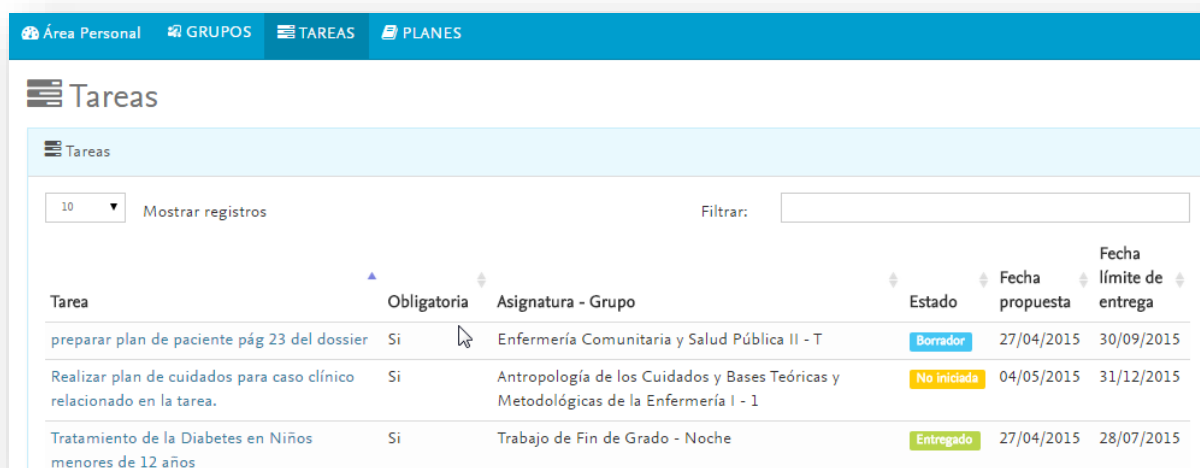 Área Personal GRUPOS TAREAS PLANES
Tareas
Tareas
10 Mostrar registros Filtrar:
Tarea Obligatoria Asignatura - Grupo Estado Fecha propuesta Fecha límite de entrega
preparar plan de paciente pág 23 del dossier Si Enfermería Comunitaria y Salud Pública II - T Borrador 27/04/2015 30/09/2015
Realizar plan de cuidados para caso clínico Si Antropología de los Cuidados y Bases Teóricas y No iniciada 04/05/2015 31/12/2015
relacionado en la tarea. Metodológicas de la Enfermería I - 1
Tratamiento de la Diabetes en Niños Si Trabajo de Fin de Grado - Noche Entregado 27/04/2015 28/07/2015
menores de 12 años